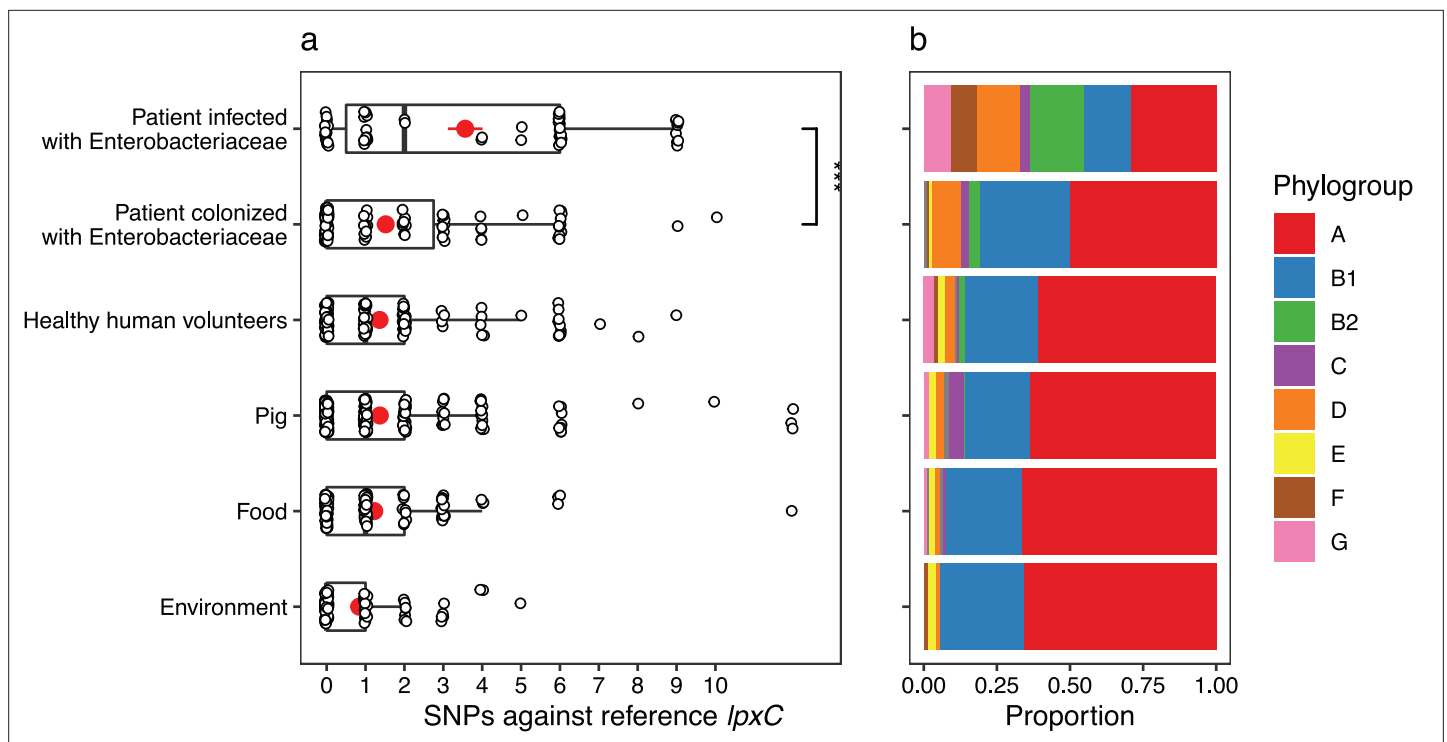 a
b
Patient infected
with Enterobacteriaceae
Patient colonized
with Enterobacteriaceae
Healthy human volunteers
Pig
Food
Environment
***
0 1 2 3 4 5 6 7 8 9 10
SNPs against reference lpxC
0.00 0.25 0.50 0.75 1.00
Proportion
Phylogroup
A
B1
B2
C
D
E
F
G